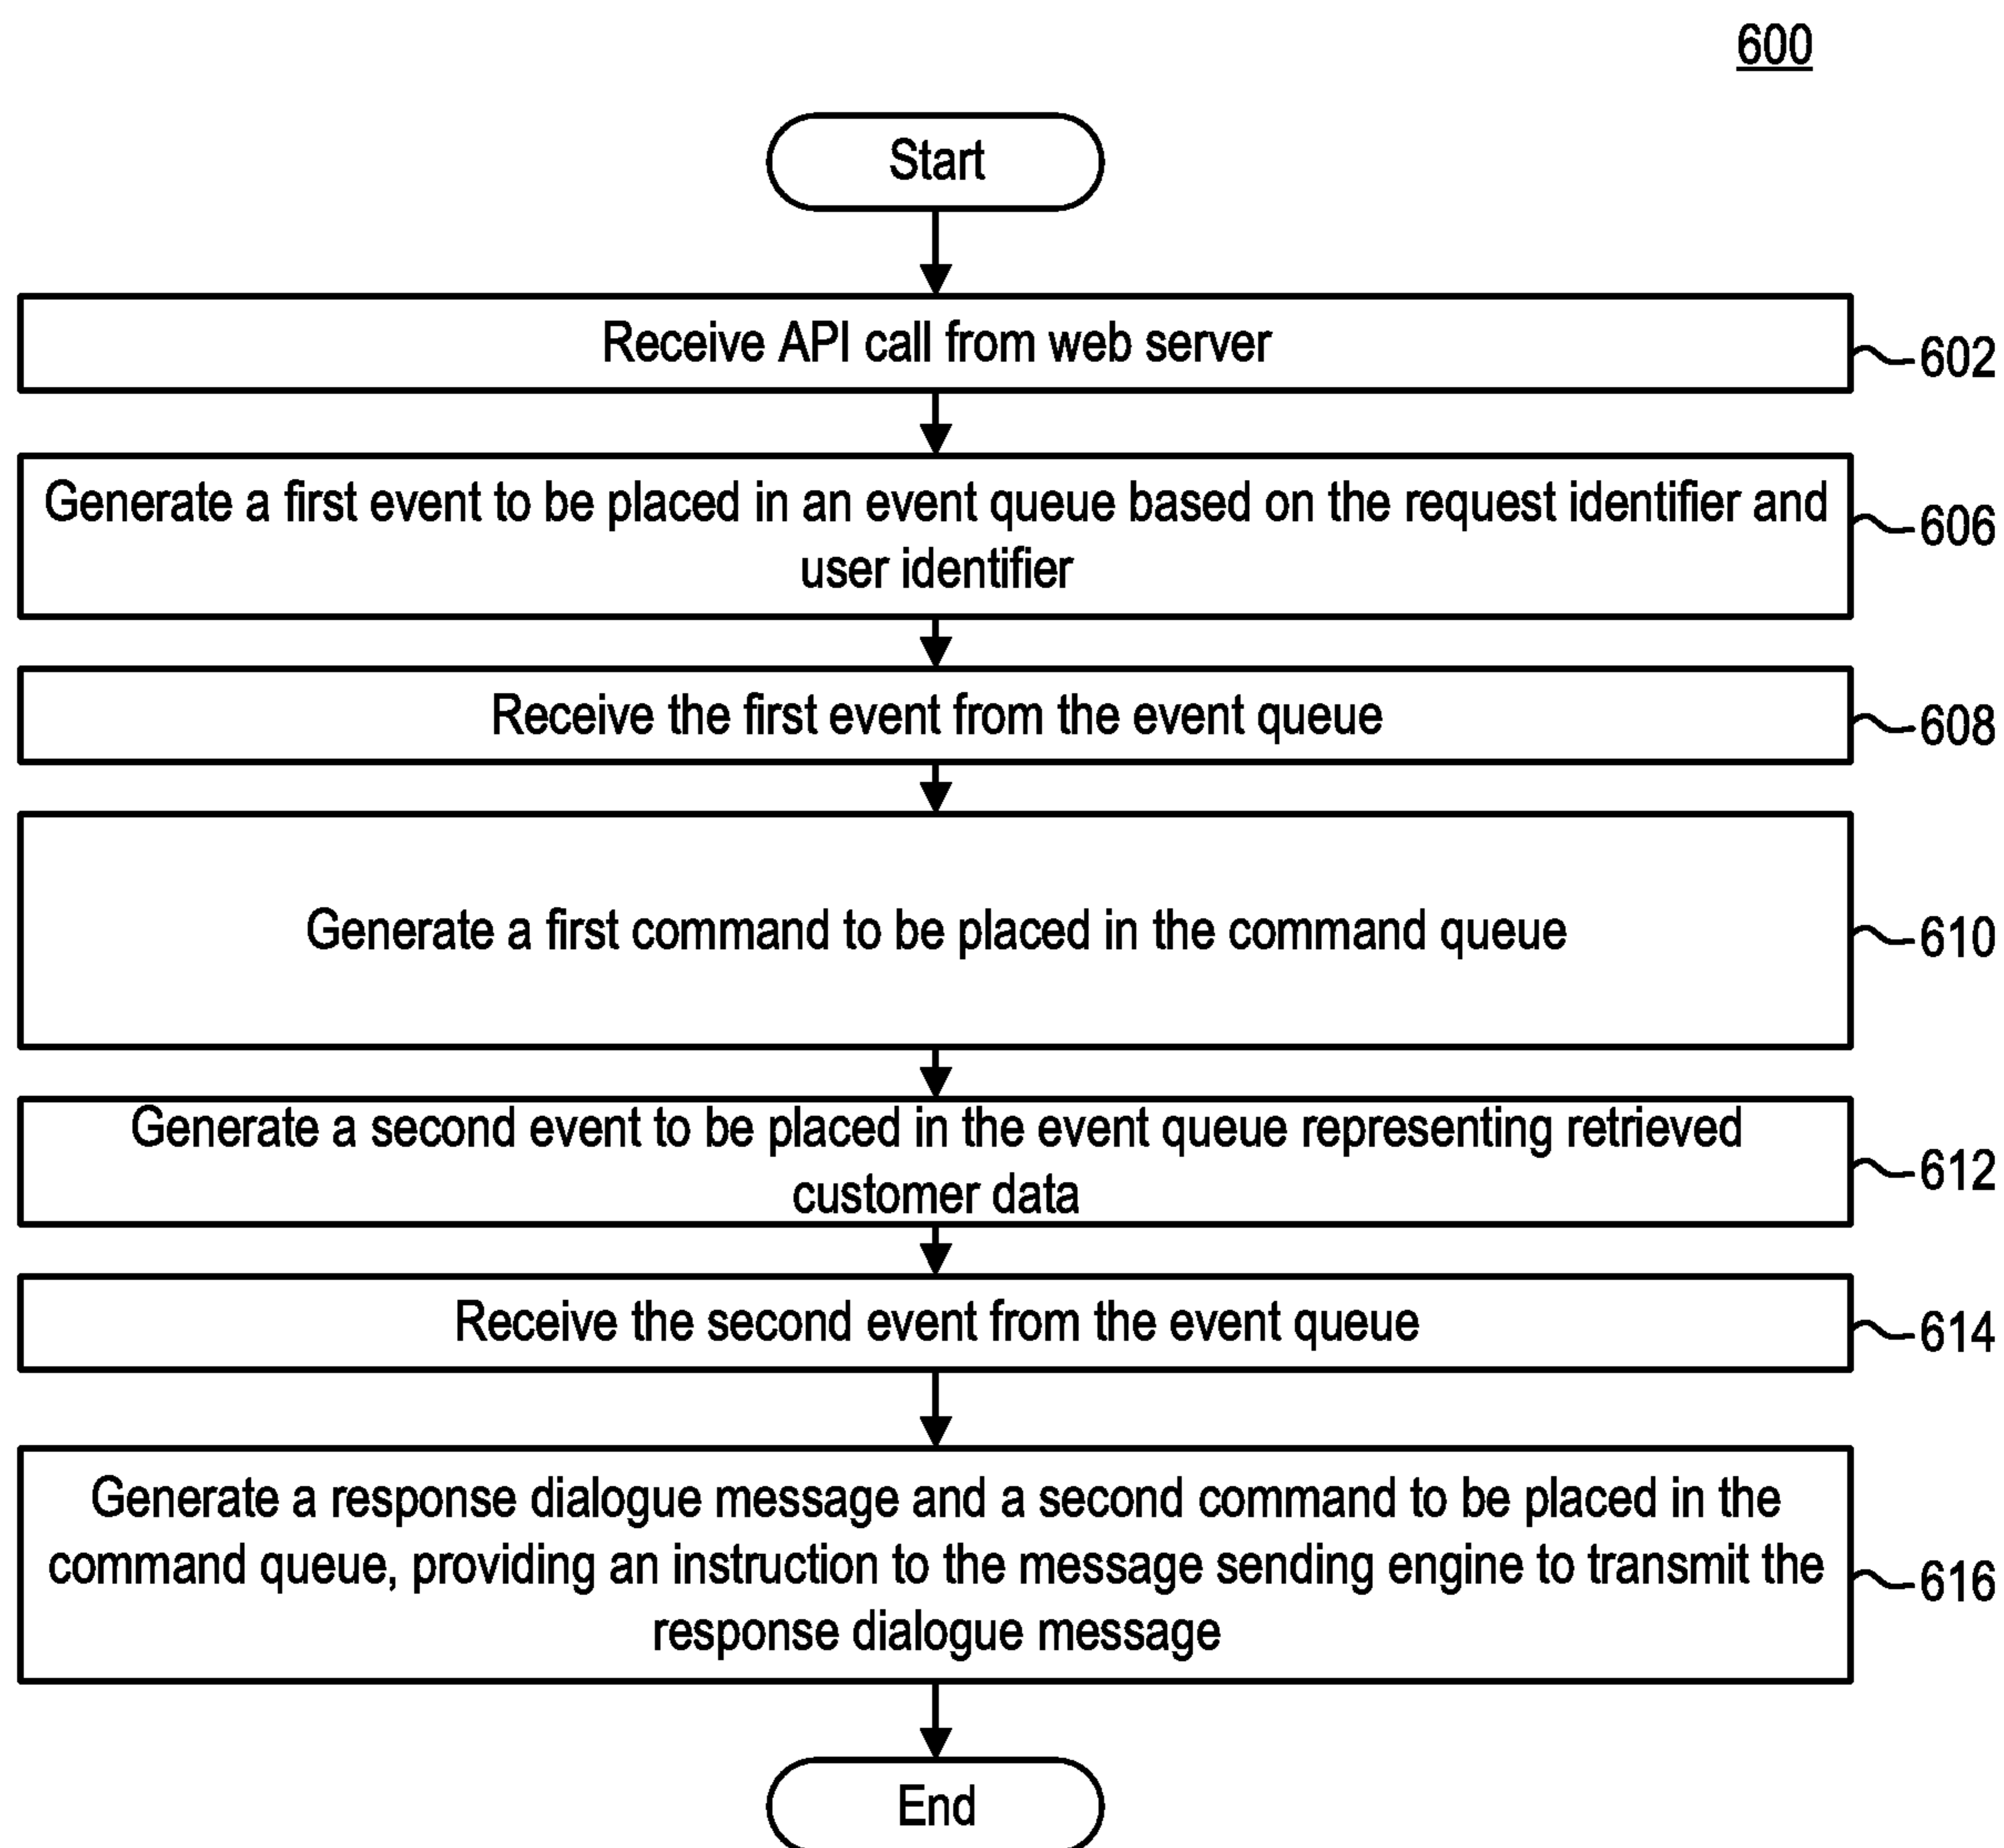 600
Start
Receive API call from web server
602
Generate a first event to be placed in an event queue based on the request identifier and
user identifier
606
Receive the first event from the event queue
608
Generate a first command to be placed in the command queue
610
Generate a second event to be placed in the event queue representing retrieved
customer data
612
Receive the second event from the event queue
614
Generate a response dialogue message and a second command to be placed in the
command queue, providing an instruction to the message sending engine to transmit the
response dialogue message
616
End